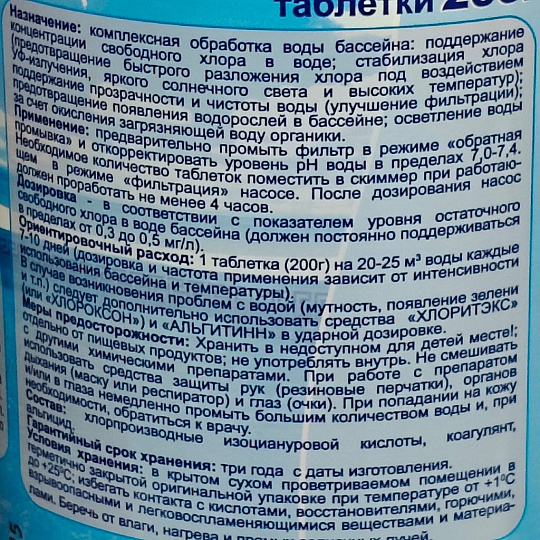 таблетки
Назначение: комплексная обработка воды бассейна: поддержание
концентрации свободного хлора в воде; стабилизация хлора
(предотвращение быстрого разложения хлора под воздействием
УФ-излучения, яркого солнечного света и высоких температур);
поддержание прозрачности и чистоты воды (улучшение фильтрации);
предотвращение появления водорослей в бассейне; осветление воды
за счет окисления загрязняющей воду органики.
Применение: предварительно промыть фильтр в режиме «обратная
промывка» и откорректировать уровень pH воды в пределах 7,0-7,4.
Необходимое количество таблеток поместить в скиммер при работаю-
щем в режиме «фильтрация» насосе. После дозирования насос
должен проработать не менее 4 часов.
Дозировка - в соответствии с показателем уровня остаточного
свободного хлора в воде бассейна (должен постоянно поддерживаться
в пределах от 0,3 до 0,5 мг/л).
Ориентировочный расход: 1 таблетка (200г) на 20-25 м³ воды каждые
7-10 дней (дозировка и частота применения зависит от интенсивности
использования бассейна и температуры).
В случае возникновения проблем с водой (мутность, появление зелени
и т.п.) следует дополнительно использовать средства «ХЛОРИТЭКС»
(или «ХЛОРОКСОН») и «АЛЬГИТИНН» в ударной дозировке.
Меры предосторожности: Хранить в недоступном для детей месте!;
отдельно от пищевых продуктов; не употреблять внутрь. Не смешивать
с другими химическими препаратами. При работе с препаратом
использовать средства защиты рук (резиновые перчатки), органов
дыхания (маску или респиратор) и глаз (очки). При попадании на кожу
и/или в глаза немедленно промыть большим количеством воды и, при
необходимости, обратиться к врачу.
Состав: хлорпроизводные изоциануровой кислоты, коагулянт,
альгицид.
Гарантийный срок хранения: три года с даты изготовления.
Условия хранения: в крытом сухом проветриваемом помещении в
герметично закрытой оригинальной упаковке при температуре от +1⁰С
до +25⁰С; избегать контакта с кислотами, восстановителями, горючими,
взрывоопасными и легковоспламеняющимися веществами и материа-
лами. Беречь от влаги, нагрева и прямых солнечных лучей.